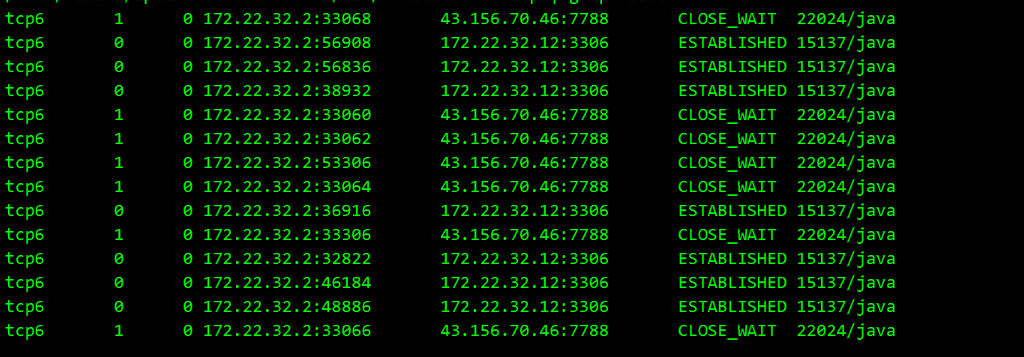 tcp6 1 0 172.22.32.2:33068 43.156.70.46:7788 CLOSE_WAIT 22024/java
tcp6 0 0 172.22.32.2:56908 172.22.32.12:3306 ESTABLISHED 15137/java
tcp6 0 0 172.22.32.2:56836 172.22.32.12:3306 ESTABLISHED 15137/java
tcp6 0 0 172.22.32.2:38932 172.22.32.12:3306 ESTABLISHED 15137/java
tcp6 1 0 172.22.32.2:33060 43.156.70.46:7788 CLOSE_WAIT 22024/java
tcp6 1 0 172.22.32.2:33062 43.156.70.46:7788 CLOSE_WAIT 22024/java
tcp6 1 0 172.22.32.2:53306 43.156.70.46:7788 CLOSE_WAIT 22024/java
tcp6 1 0 172.22.32.2:33064 43.156.70.46:7788 CLOSE_WAIT 22024/java
tcp6 0 0 172.22.32.2:36916 172.22.32.12:3306 ESTABLISHED 15137/java
tcp6 1 0 172.22.32.2:33306 43.156.70.46:7788 CLOSE_WAIT 22024/java
tcp6 0 0 172.22.32.2:32822 172.22.32.12:3306 ESTABLISHED 15137/java
tcp6 0 0 172.22.32.2:46184 172.22.32.12:3306 ESTABLISHED 15137/java
tcp6 0 0 172.22.32.2:48886 172.22.32.12:3306 ESTABLISHED 15137/java
tcp6 1 0 172.22.32.2:33066 43.156.70.46:7788 CLOSE_WAIT 22024/java